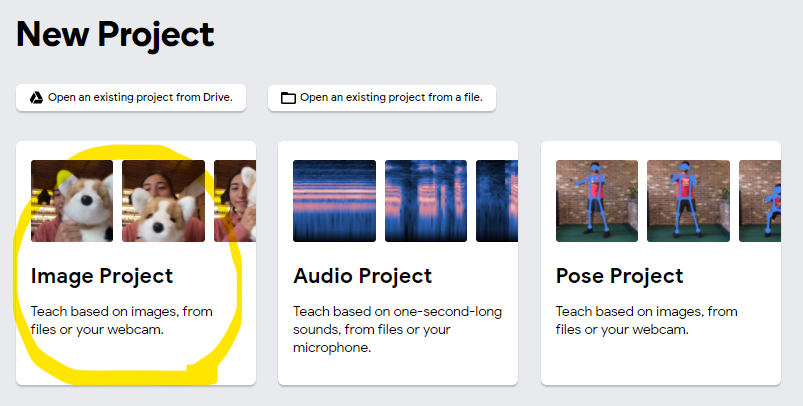 New Project
Open an existing project from Drive.
Open an existing project from a file.
Image Project
Teach based on images, from
files or your webcam.
Audio Project
Teach based on one-second-long
sounds, from files or your
microphone.
Pose Project
Teach based on images, from
files or your webcam.